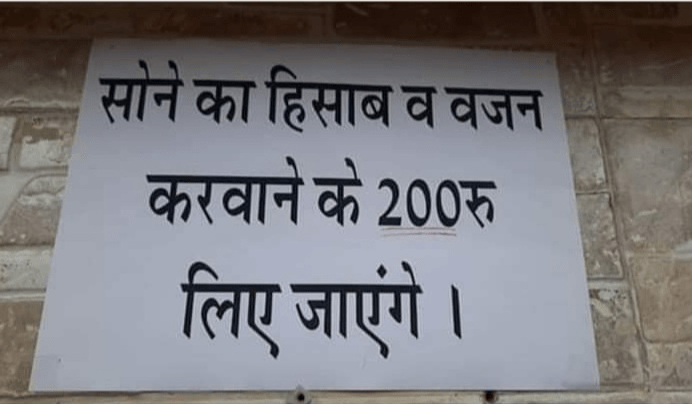 सोने का हिसाब व वजन
करवाने के 200रु
लिए जाएंगे ।